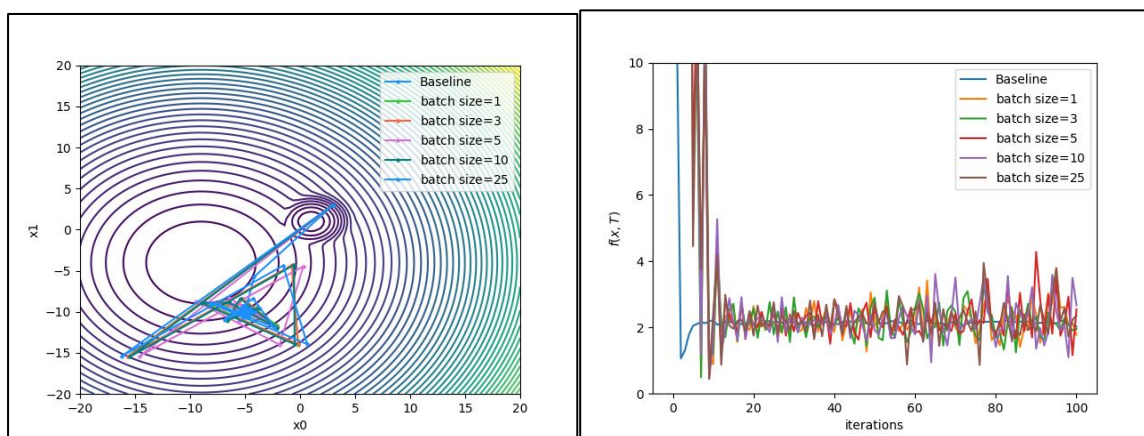 20
15
10
5
0
−5
−10
−15
−20
x1
−20 −15 −10 −5 0 5 10 15 20
x0
Baseline
batch size=1
batch size=3
batch size=5
batch size=10
batch size=25
10
8
6
4
2
0
f(x, T)
0 20 40 60 80 100
iterations
Baseline
batch size=1
batch size=3
batch size=5
batch size=10
batch size=25